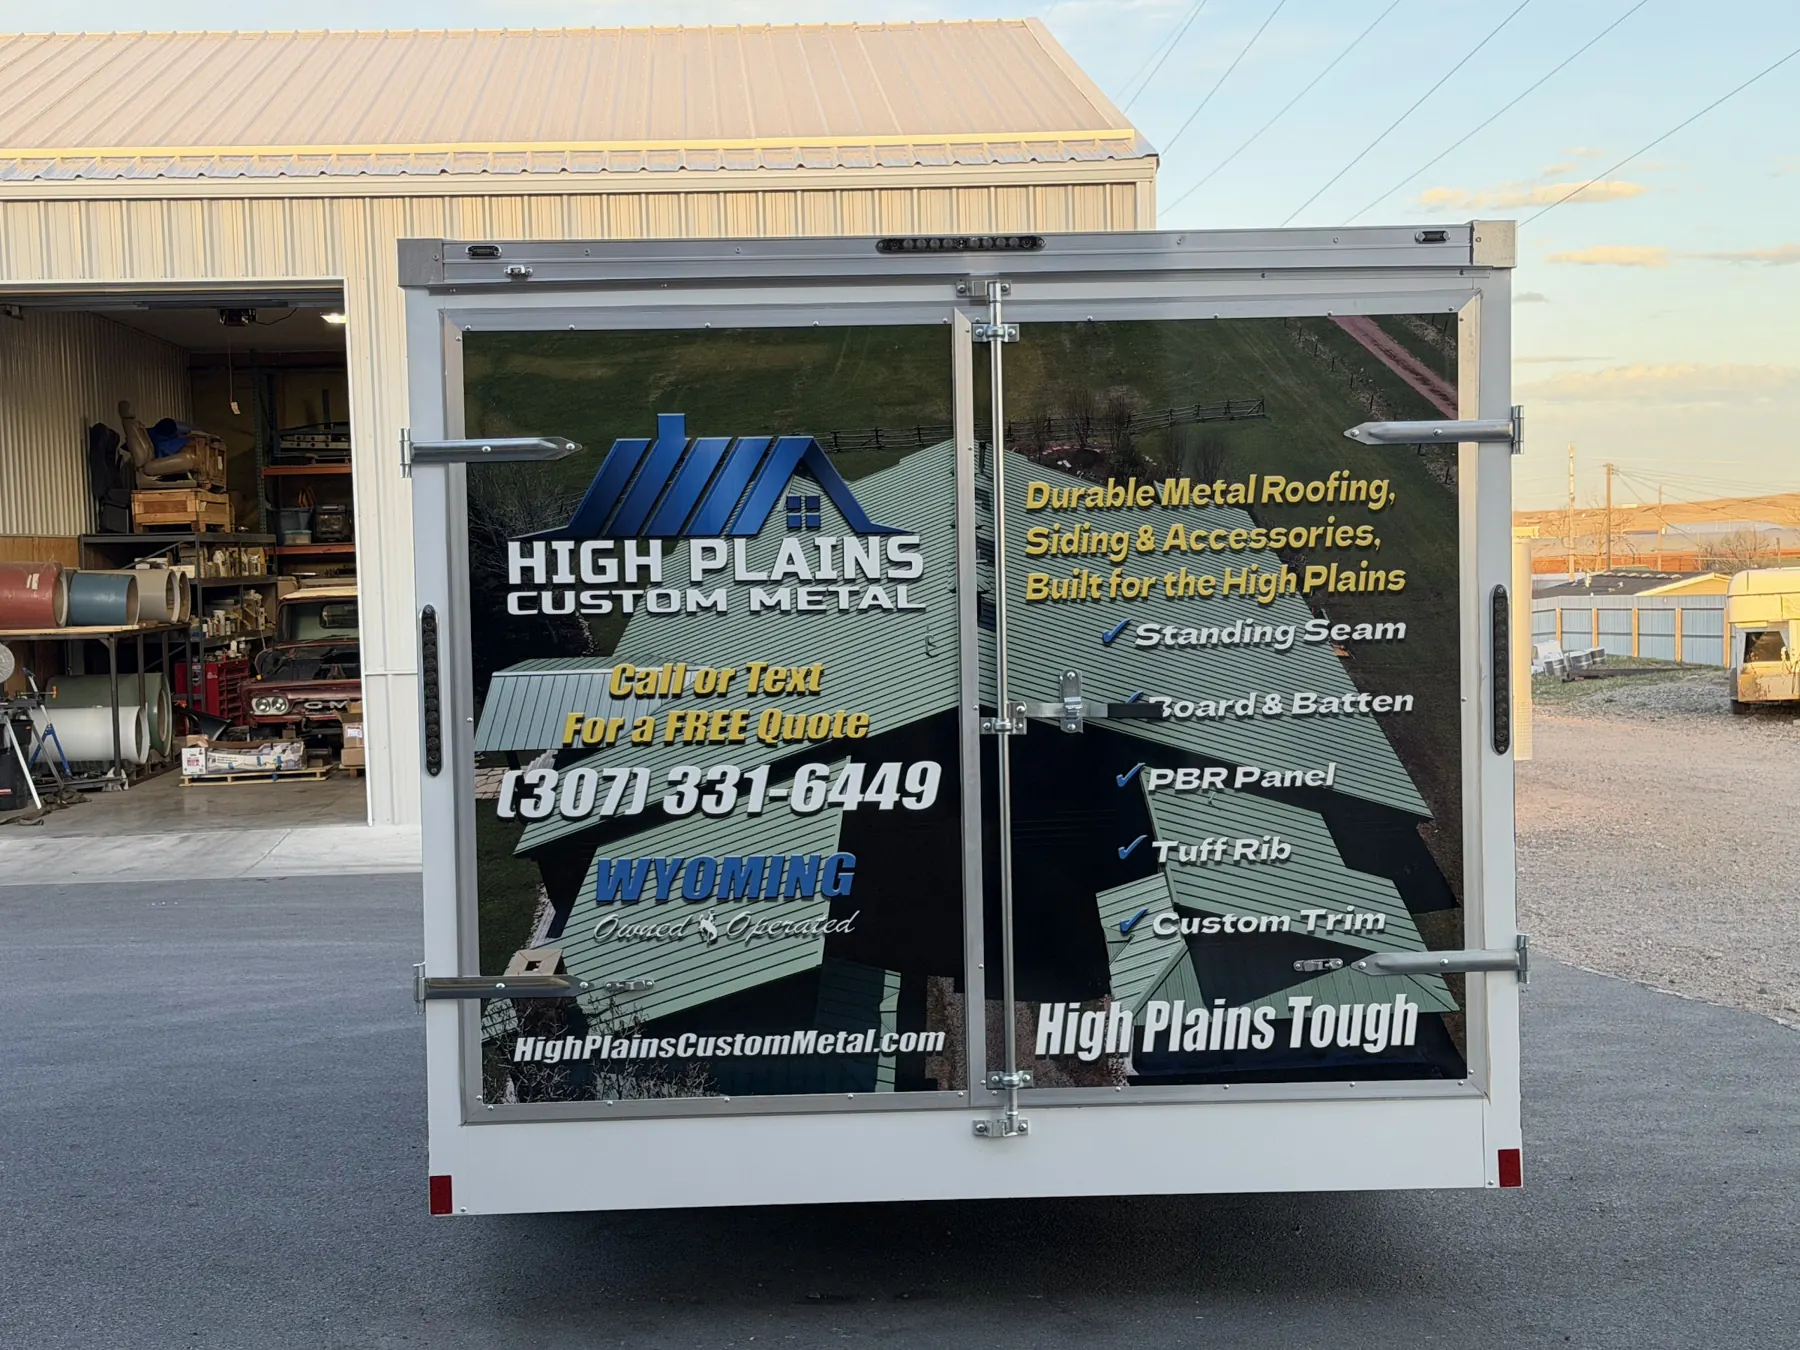 HIGH PLAINS
CUSTOM METAL
Call or Text
For a FREE Quote
(307) 331-6449
WYOMING
Owned Operated
HighPlainsCustomMetal.com
Durable Metal Roofing,
Siding & Accessories,
Built for the High Plains
Standing Seam
Board & Batten
PBR Panel
Tuff Rib
Custom Trim
High Plains Tough
GMC